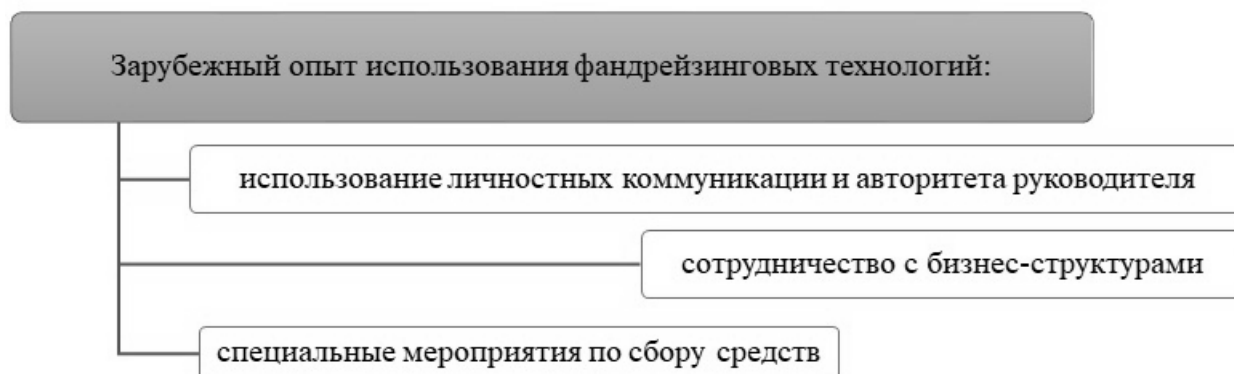 Зарубежный опыт использования фандрейзинговых технологий:
использование личностных коммуникации и авторитета руководителя
сотрудничество с бизнес-структурами
специальные мероприятия по сбору средств